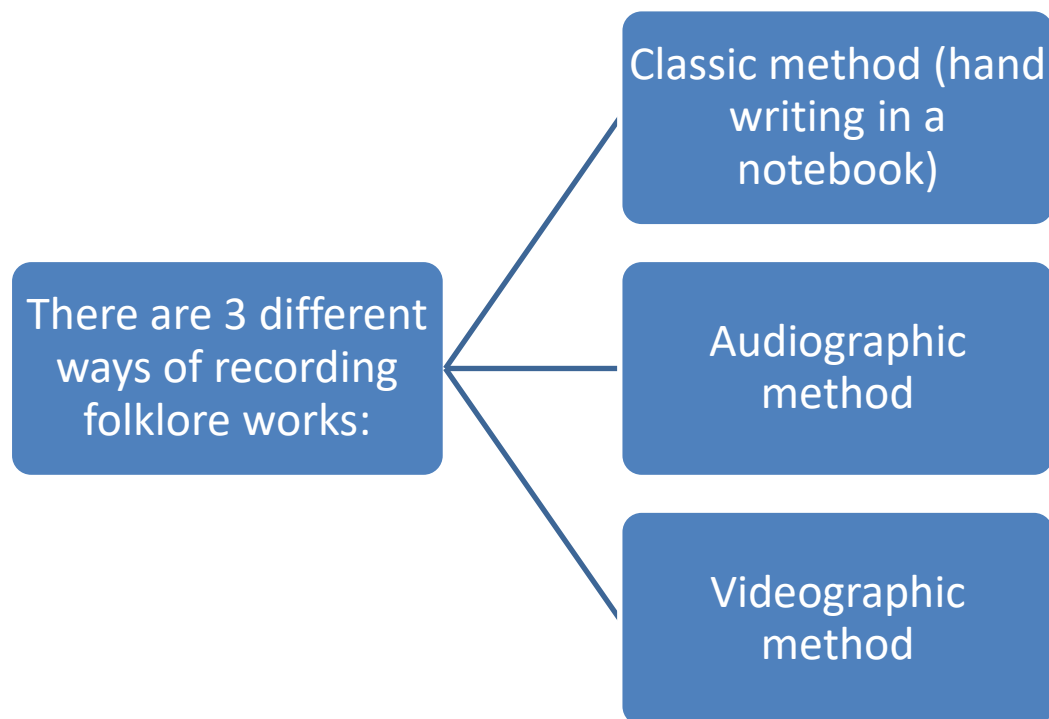 There are 3 different
ways of recording
folklore works:
Classic method (hand
writing in a
notebook)
Audiographic
method
Videographic
method